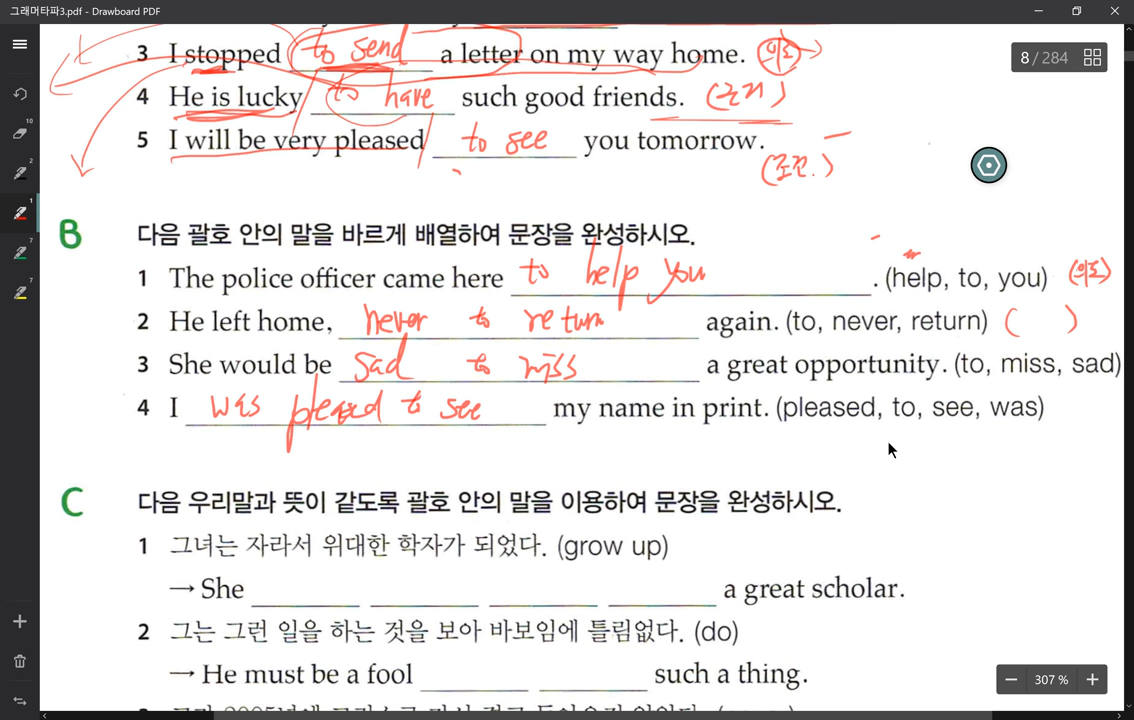 그래머타파3.pdf - Drawboard PDF
8 / 284
3 I stopped to send a letter on my way home. (의도)
4 He is lucky to have such good friends. (근거)
5 I will be very pleased to see you tomorrow.
(조건.)
B 다음 괄호 안의 말을 바르게 배열하여 문장을 완성하시오.
1 The police officer came here to help you . (help, to, you) (의도)
2 He left home, never to return again. (to, never, return) ( )
3 She would be sad to miss a great opportunity. (to, miss, sad)
4 I was pleased to see my name in print. (pleased, to, see, was)
C 다음 우리말과 뜻이 같도록 괄호 안의 말을 이용하여 문장을 완성하시오.
1 그녀는 자라서 위대한 학자가 되었다. (grow up)
→ She a great scholar.
2 그는 그런 일을 하는 것을 보아 바보임에 틀림없다. (do)
→ He must be a fool such a thing.
10
2
1
7
7
307 %